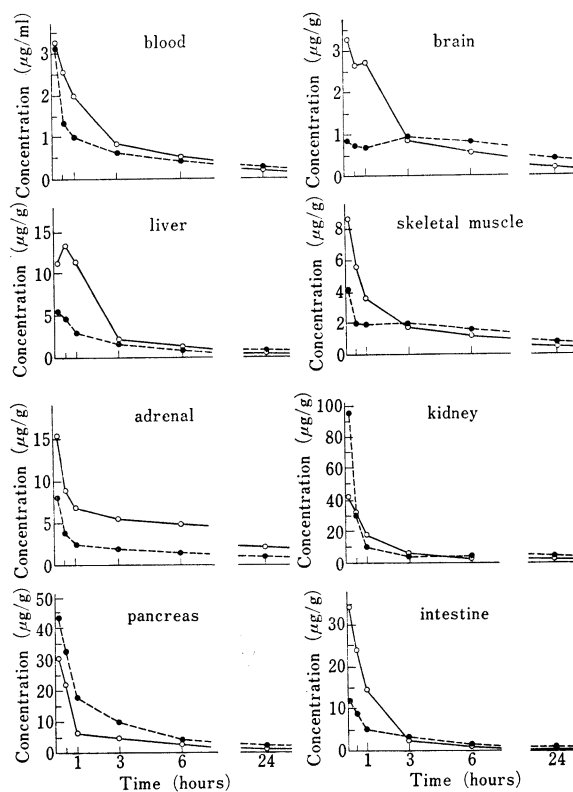 blood
Concentration (μg/ml)
3
2
1
0
brain
Concentration (μg/g)
3
2
1
0
liver
Concentration (μg/g)
15
10
5
0
skeletal muscle
Concentration (μg/g)
8
6
4
2
0
adrenal
Concentration (μg/g)
15
10
5
0
kidney
Concentration (μg/g)
100
80
60
40
20
0
pancreas
Concentration (μg/g)
50
40
30
20
10
0
1 3 6 24
Time (hours)
intestine
Concentration (μg/g)
30
20
10
0
1 3 6 24
Time (hours)